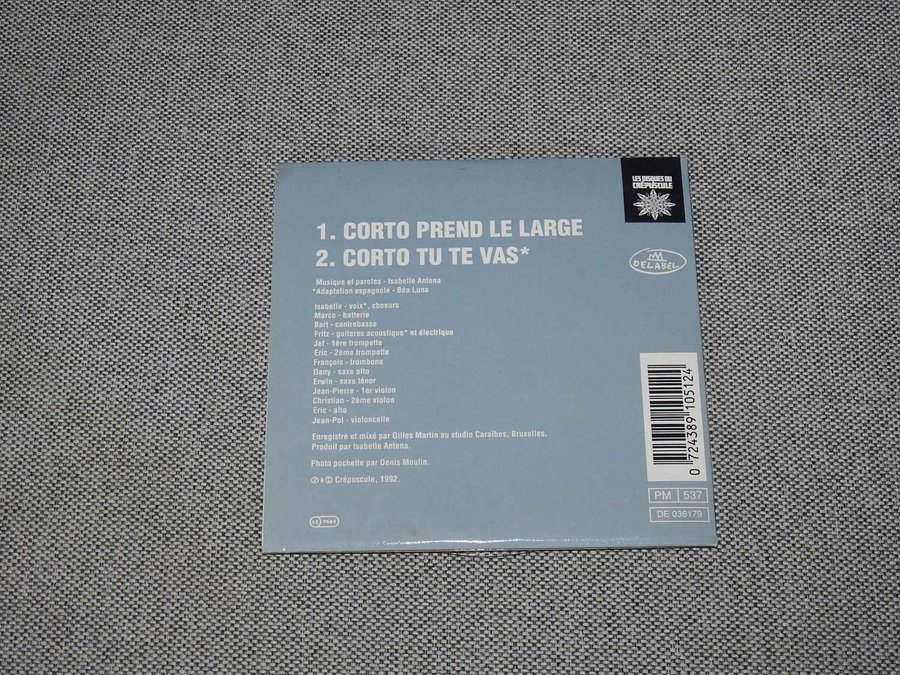 LES DISQUES DU
CRÉPUSCULE
1. CORTO PREND LE LARGE
2. CORTO TU TE VAS*
DELABEL
Musique et paroles - Isabelle Antena
*Adaptation espagnole - Béa Luna
Isabelle - voix*, choeurs
Marco - batterie
Bart - contrebasse
Fritz - guitares acoustique* et électrique
Jef - 1ère trompette
Eric - 2ème trompette
François - trombone
Dany - saxe alto
Erwin - saxe ténor
Jean-Pierre - 1er violon
Christian - 2ème violon
Eric - alto
Jean-Pol - violoncelle
Enregistré et mixé par Gilles Martin au studio Caraïbes, Bruxelles.
Produit par Isabelle Antena.
Photo pochette par Denis Moulin.
℗ & © Crépuscule, 1992.
0 724389 105124
PM 537
DE 036179
LC